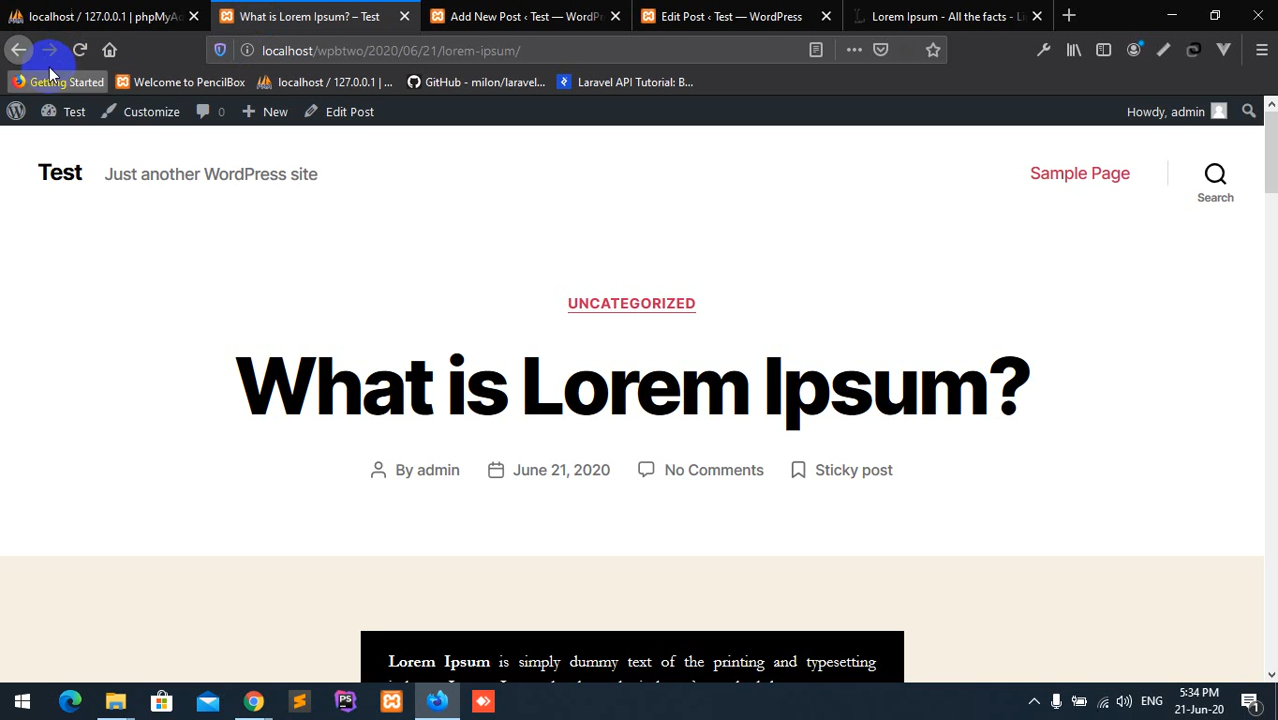 localhost / 127.0.0.1 | phpMyAd
What is Lorem Ipsum? – Test
Add New Post ‹ Test — WordPr
Edit Post ‹ Test — WordPress
Lorem Ipsum - All the facts - Li
localhost/wpbtwo/2020/06/21/lorem-ipsum/
Getting Started
Welcome to PencilBox
localhost / 127.0.0.1 | ...
GitHub - milon/laravel...
Laravel API Tutorial: B...
Test
Customize
0
New
Edit Post
Howdy, admin
Test
Just another WordPress site
Sample Page
Search
UNCATEGORIZED
What is Lorem Ipsum?
By admin
June 21, 2020
No Comments
Sticky post
Lorem Ipsum is simply dummy text of the printing and typesetting
ENG
5:34 PM
21-Jun-20
1